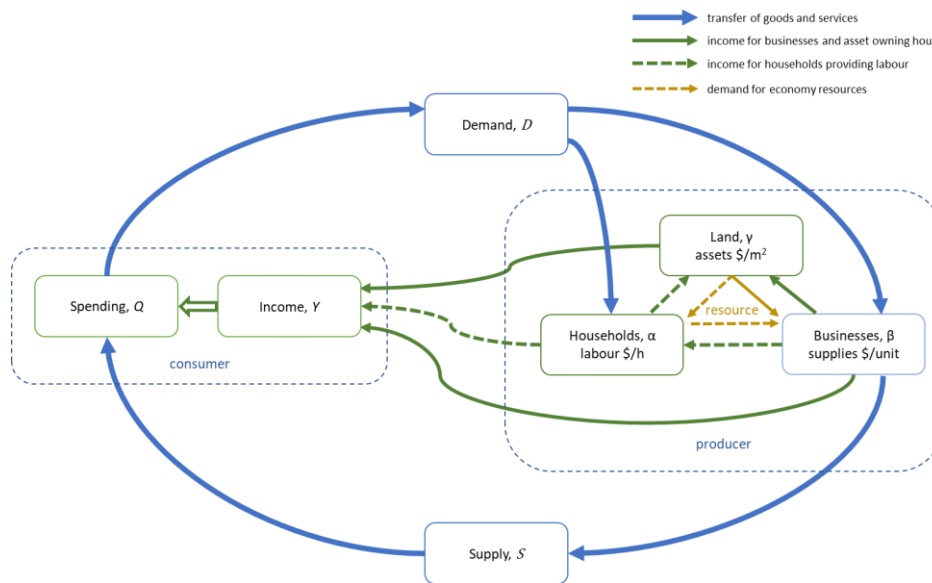 transfer of goods and services
income for businesses and asset owning hou
income for households providing labour
demand for economy resources
Demand, D
Land, γ
assets $/m²
Spending, Q
Income, Y
resource
Households, α
labour $/h
Businesses, β
supplies $/unit
consumer
producer
Supply, S